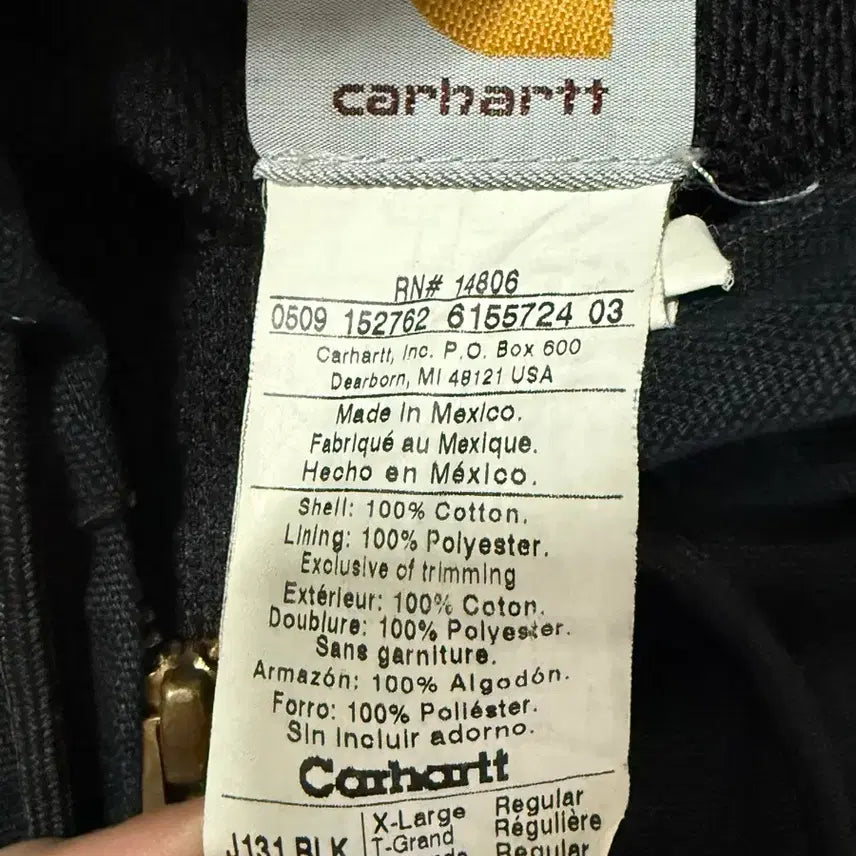 carhartt
RN# 14806
0509 152762 6155724 03
Carhartt, Inc. P.O. Box 600
Dearborn, MI 48121 USA
Made in Mexico.
Fabriqué au Mexique.
Hecho en México.
Shell: 100% Cotton.
Lining: 100% Polyester.
Exclusive of trimming
Extérieur: 100% Coton.
Doublure: 100% Polyester.
Sans garniture.
Armazón: 100% Algodón.
Forro: 100% Poliéster.
Sin incluir adorno.
Carhartt
J131 BLK X-Large Regular
T-Grand Régulière
Regular